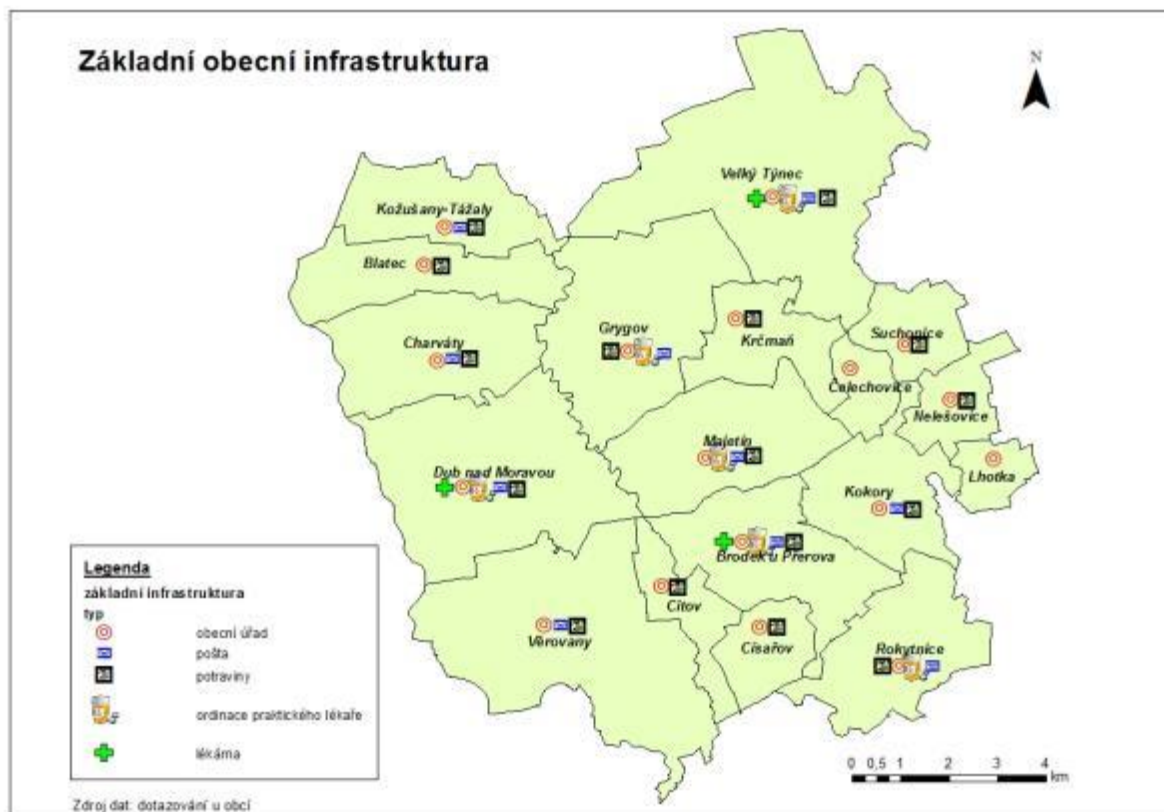 Základní obecní infrastruktura
N
Velký Týnec
Kožušany-Tážaly
Blatec
Grygov
Krčmaň
Suchonice
Charváty
Čelechovice
Nelešovice
Majetín
Lhotka
Dub nad Moravou
Kokory
Brodek u Přerova
Citov
Věrovany
Císařov
Rokytnice
Legenda
základní infrastruktura
typ
obecní úřad
pošta
potraviny
ordinace praktického lékaře
lékárna
0 0,5 1 2 3 4
km
Zdroj dat: dotazování u obcí